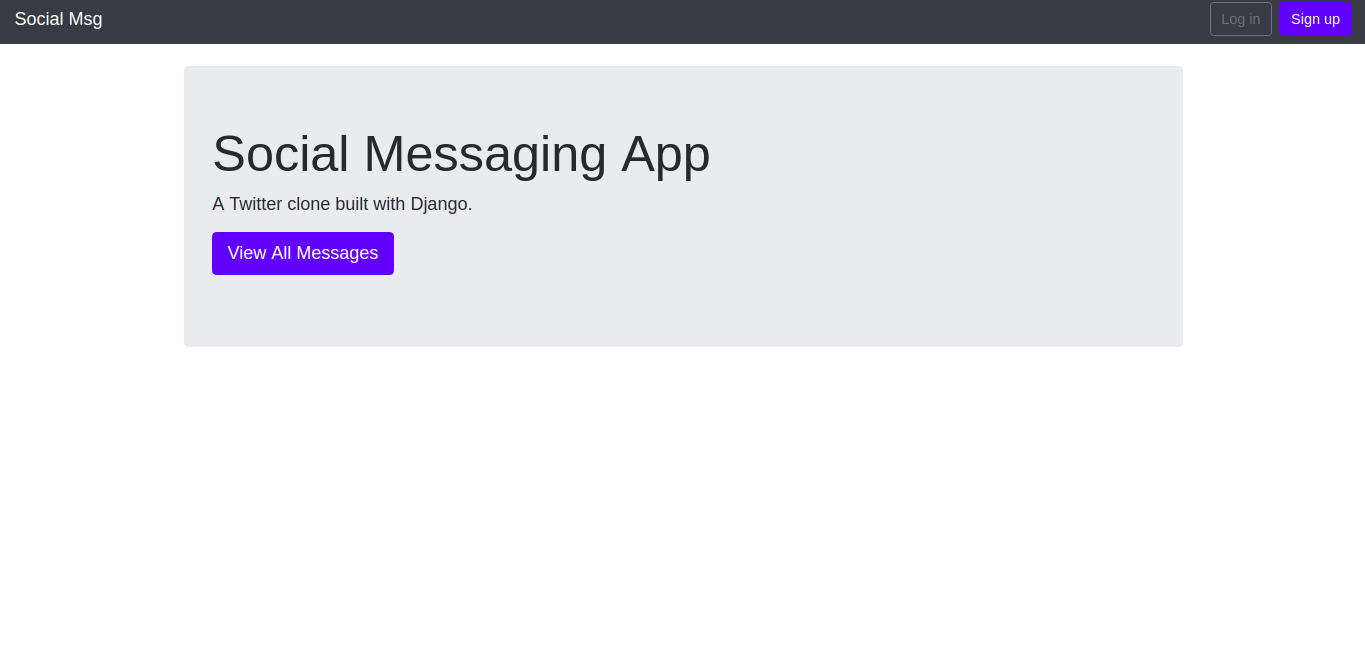 Social Msg
Log in
Sign up
Social Messaging App
A Twitter clone built with Django.
View All Messages